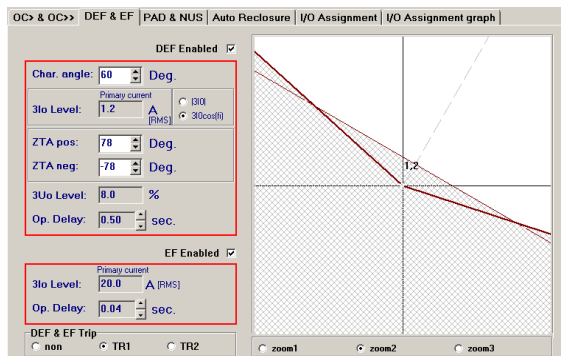 OC> & OC>> DEF & EF PAD & NUS Auto Reclosure I/O Assignment I/O Assignment graph
DEF Enabled
Char. angle: 60 Deg.
Primary current
3Io Level: 1.2 A [RMS]
|3I0|
3I0cos(fi)
ZTA pos: 78 Deg.
ZTA neg: -78 Deg.
3Uo Level: 8.0 %
Op. Delay: 0.50 sec.
EF Enabled
Primary current
3Io Level: 20.0 A [RMS]
Op. Delay: 0.04 sec.
DEF & EF Trip
non TR1 TR2
1,2
zoom1 zoom2 zoom3